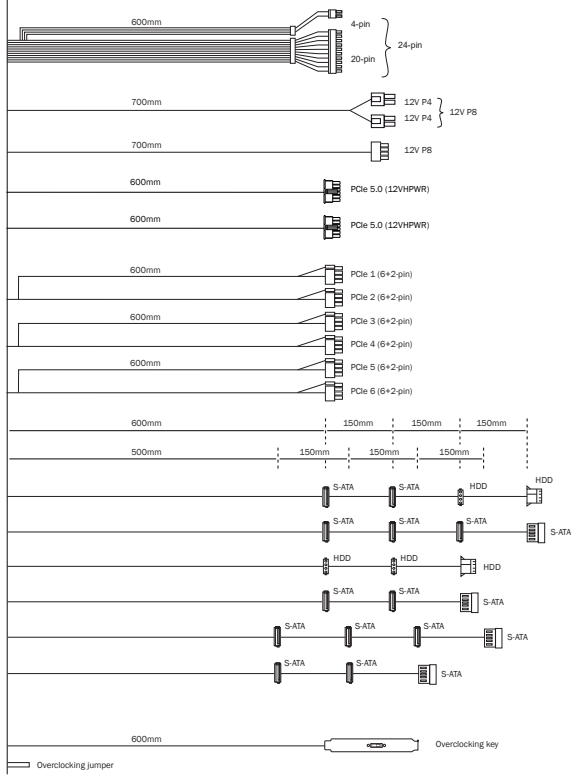 600mm
4-pin
20-pin
24-pin
700mm
12V P4
12V P4
12V P8
700mm
12V P8
600mm
PCIe 5.0 (12VHPWR)
600mm
PCIe 5.0 (12VHPWR)
600mm
PCIe 1 (6+2-pin)
PCIe 2 (6+2-pin)
600mm
PCIe 3 (6+2-pin)
PCIe 4 (6+2-pin)
600mm
PCIe 5 (6+2-pin)
PCIe 6 (6+2-pin)
600mm 150mm 150mm 150mm
500mm 150mm 150mm 150mm
S-ATA S-ATA HDD HDD
S-ATA S-ATA S-ATA S-ATA
HDD HDD HDD
S-ATA S-ATA S-ATA
S-ATA S-ATA S-ATA S-ATA
S-ATA S-ATA S-ATA
600mm Overclocking key
Overclocking jumper